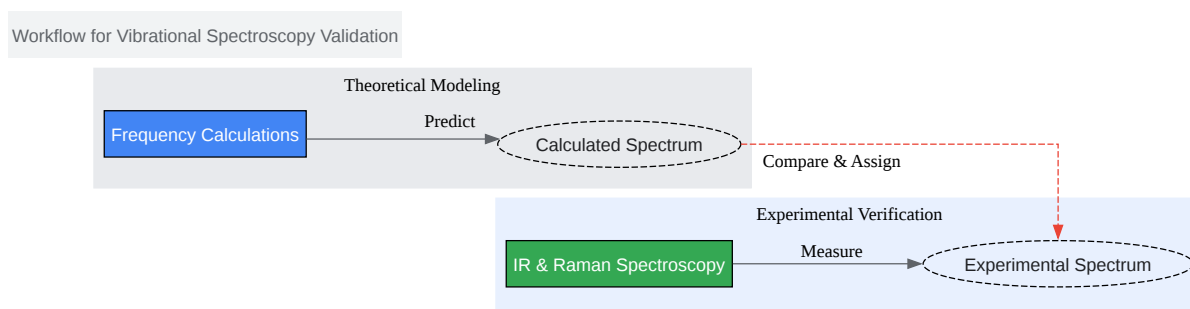 Workflow for Vibrational Spectroscopy Validation
Theoretical Modeling
Frequency Calculations
Predict
Calculated Spectrum
Compare & Assign
Experimental Verification
IR & Raman Spectroscopy
Measure
Experimental Spectrum